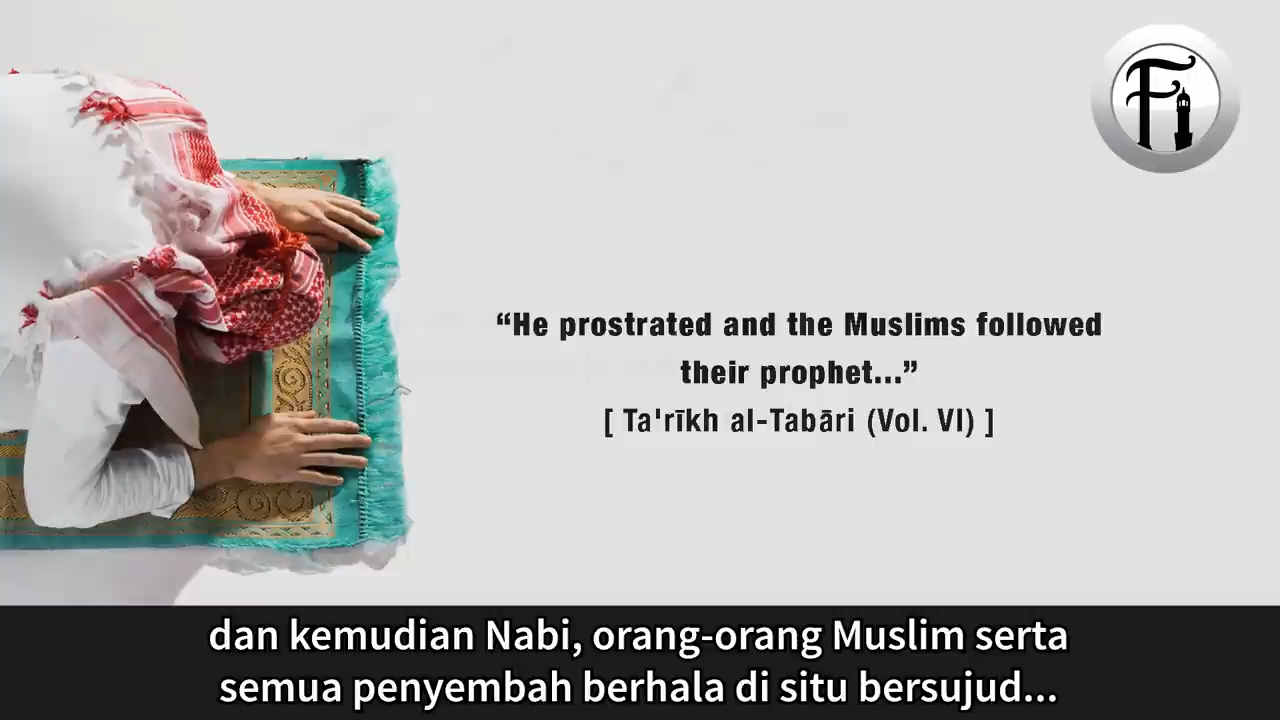 Fi
“He prostrated and the Muslims followed
their prophet...”
[ Ta'rīkh al-Tabāri (Vol. VI) ]
dan kemudian Nabi, orang-orang Muslim serta
semua penyembah berhala di situ bersujud...